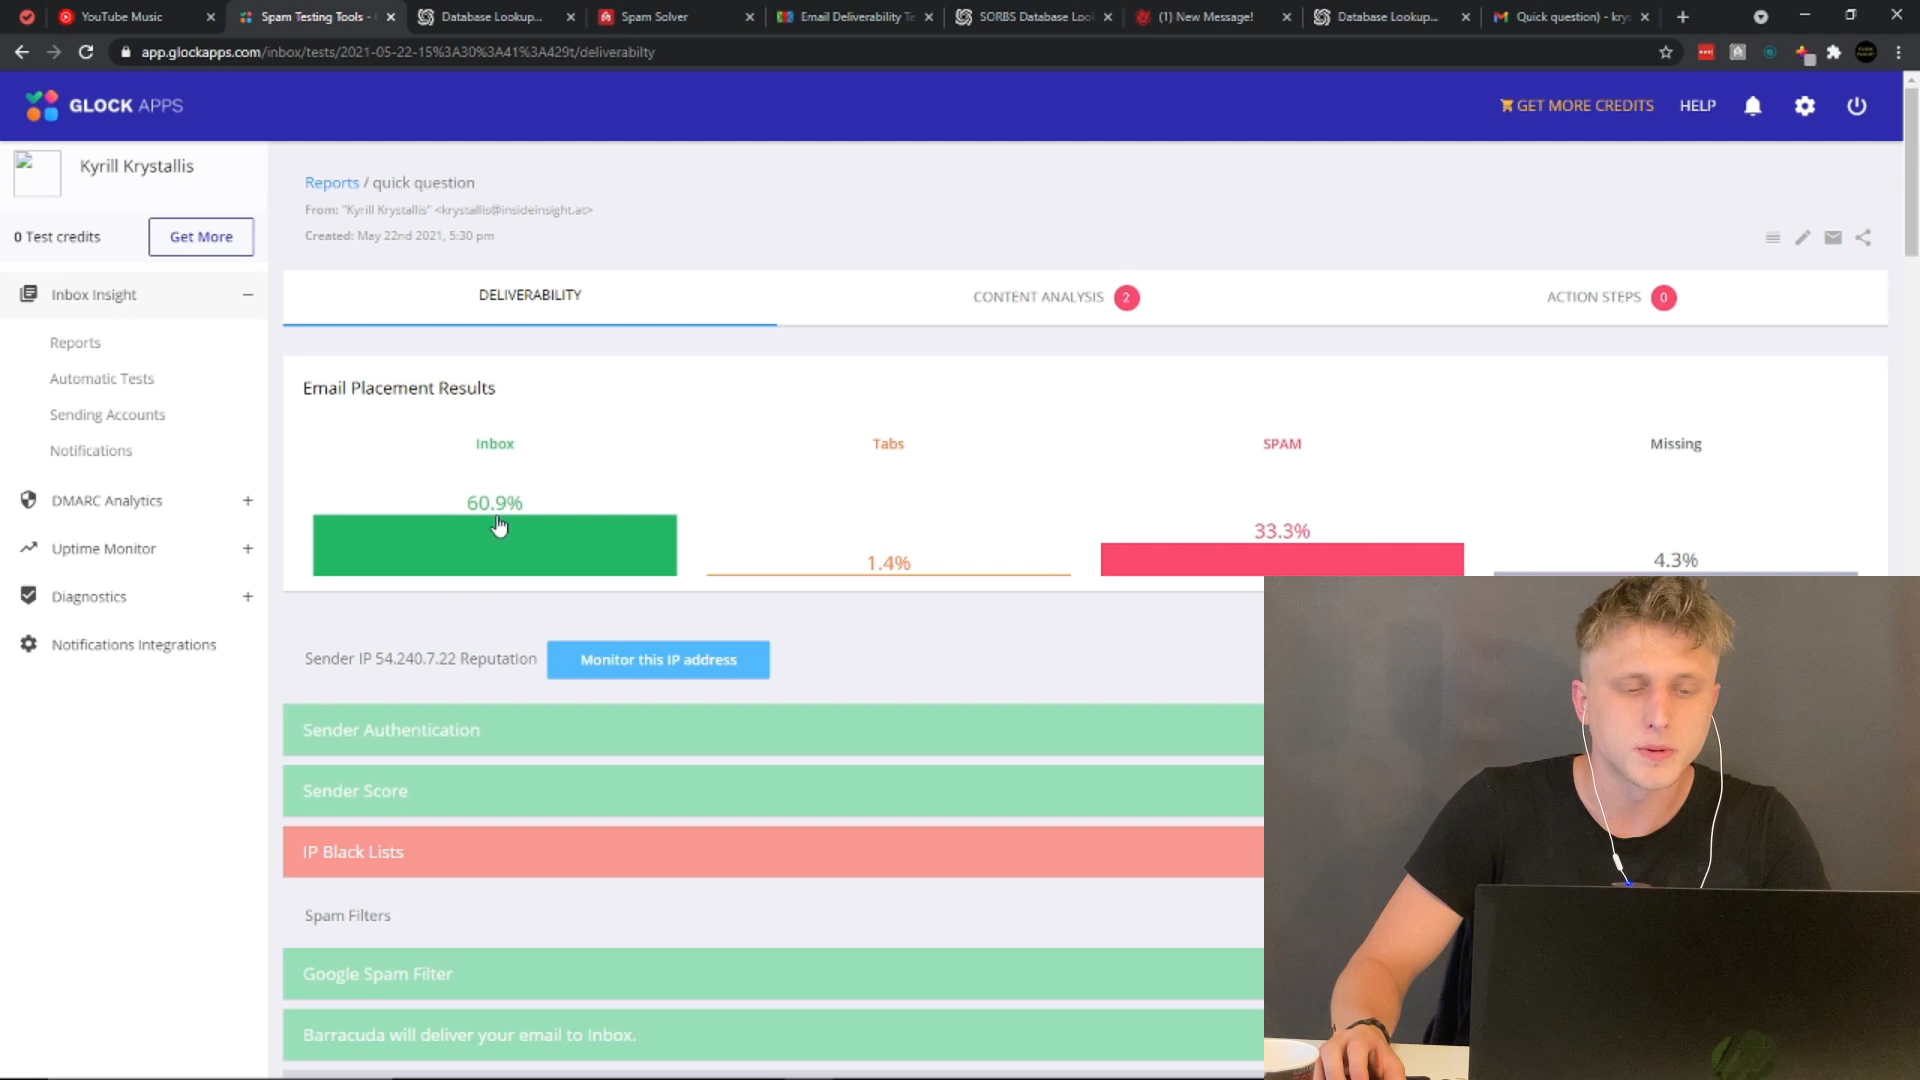 YouTube Music
Spam Testing Tools -
Database Lookup...
Spam Solver
Email Deliverability Te
SORBS Database Loo
(1) New Message!
Database Lookup...
Quick question) - kry
app.glockapps.com/inbox/tests/2021-05-22-15%3A30%3A41%3A429t/deliverabilty
GLOCK APPS
GET MORE CREDITS
HELP
Kyrill Krystallis
0 Test credits
Get More
Inbox Insight
Reports
Automatic Tests
Sending Accounts
Notifications
DMARC Analytics
Uptime Monitor
Diagnostics
Notifications Integrations
Reports / quick question
From: "Kyrill Krystallis" <krystallis@insideinsight.at>
Created: May 22nd 2021, 5:30 pm
DELIVERABILITY
CONTENT ANALYSIS 2
ACTION STEPS 0
Email Placement Results
Inbox
Tabs
SPAM
Missing
60.9%
1.4%
33.3%
4.3%
Sender IP 54.240.7.22 Reputation
Monitor this IP address
Sender Authentication
Sender Score
IP Black Lists
Spam Filters
Google Spam Filter
Barracuda will deliver your email to Inbox.